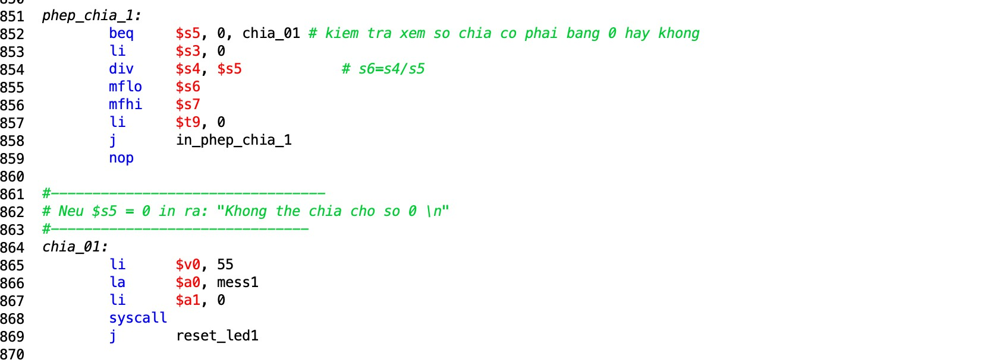 850
851 phep_chia_1:
852 beq $s5, 0, chia_01 # kiem tra xem so chia co phai bang 0 hay khong
853 li $s3, 0
854 div $s4, $s5 # s6=s4/s5
855 mflo $s6
856 mfhi $s7
857 li $t9, 0
858 j in_phep_chia_1
859 nop
860
861 #---------------------------------
862 # Neu $s5 = 0 in ra: "Khong the chia cho so 0 \n"
863 #-------------------------------
864 chia_01:
865 li $v0, 55
866 la $a0, mess1
867 li $a1, 0
868 syscall
869 j reset_led1
870